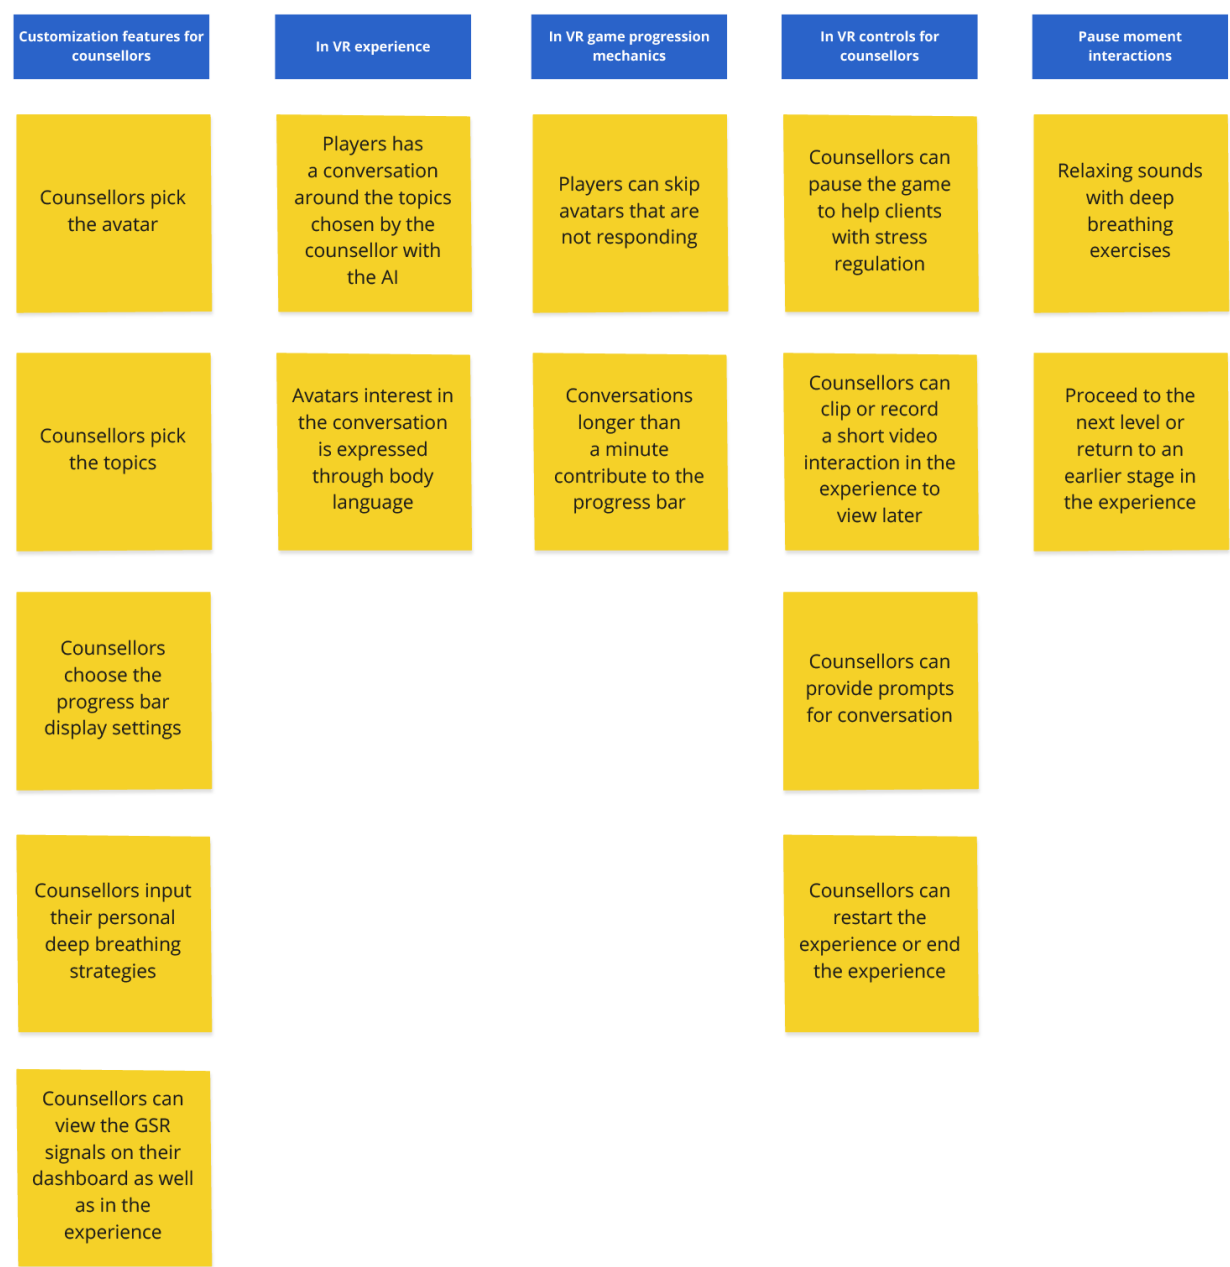 Customization features for
counsellors
In VR experience
In VR game progression
mechanics
In VR controls for
counsellors
Pause moment
interactions
Counsellors pick
the avatar
Players has
a conversation
around the topics
chosen by the
counsellor with
the AI
Players can skip
avatars that are
not responding
Counsellors can
pause the game
to help clients
with stress
regulation
Relaxing sounds
with deep
breathing
exercises
Counsellors pick
the topics
Avatars interest in
the conversation
is expressed
through body
language
Conversations
longer than
a minute
contribute to the
progress bar
Counsellors can
clip or record
a short video
interaction in the
experience to
view later
Proceed to the
next level or
return to an
earlier stage in
the experience
Counsellors
choose the
progress bar
display settings
Counsellors can
provide prompts
for conversation
Counsellors input
their personal
deep breathing
strategies
Counsellors can
restart the
experience or end
the experience
Counsellors can
view the GSR
signals on their
dashboard as well
as in the
experience